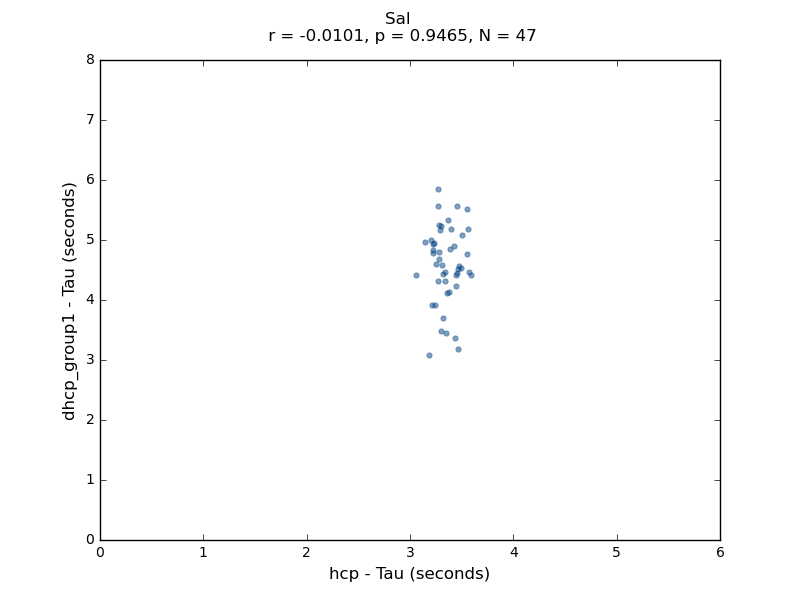 Sal
r = -0.0101, p = 0.9465, N = 47
8
7
6
5
4
3
2
1
0
dhcp_group1 - Tau (seconds)
0 1 2 3 4 5 6
hcp - Tau (seconds)